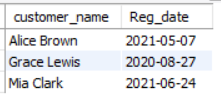 customer_name Reg_date
Alice Brown 2021-05-07
Grace Lewis 2020-08-27
Mia Clark 2021-06-24